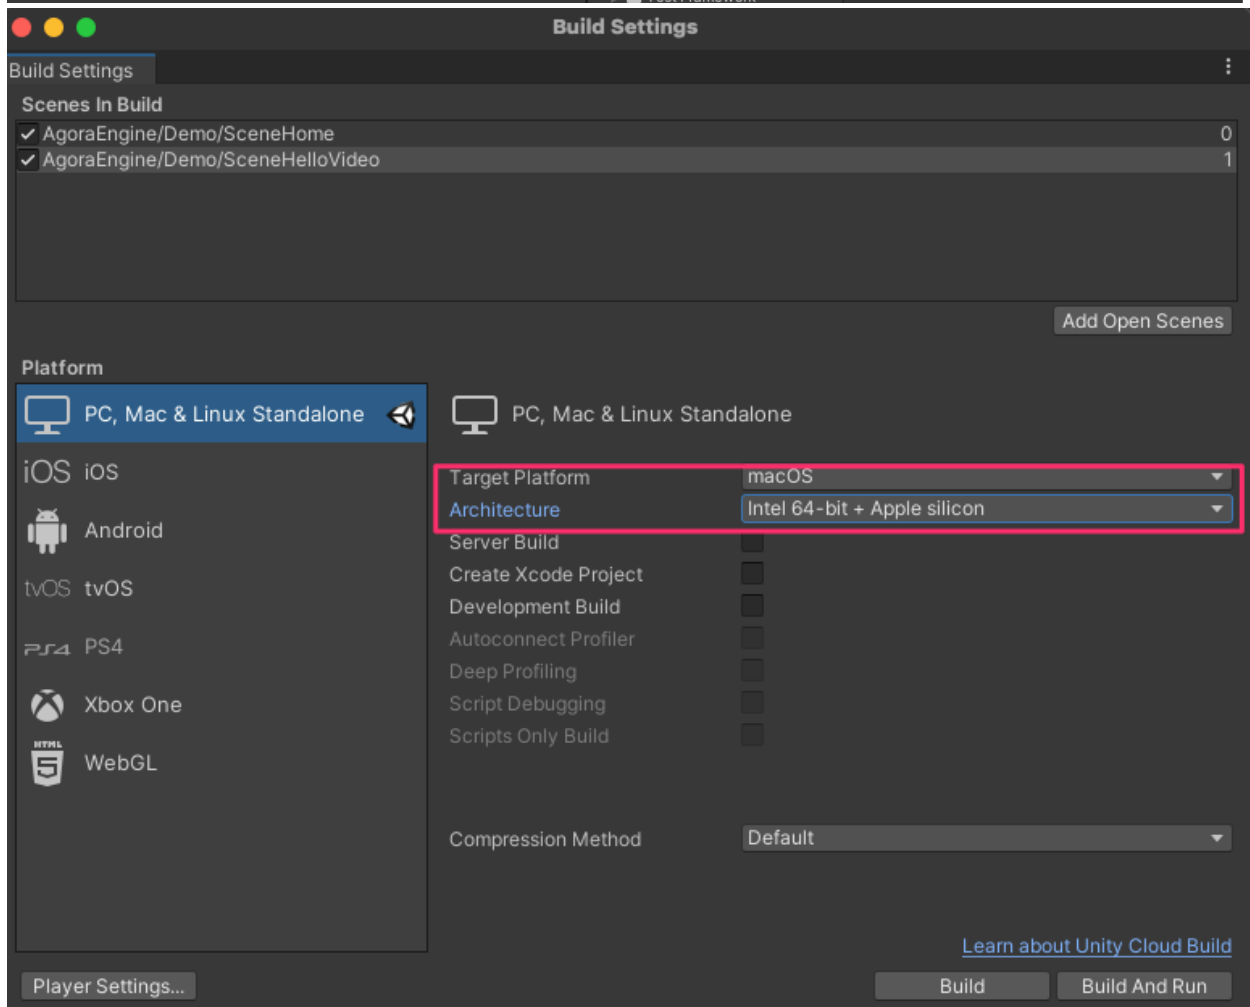 Build Settings
Build Settings
Scenes In Build
AgoraEngine/Demo/SceneHome 0
AgoraEngine/Demo/SceneHelloVideo 1
Add Open Scenes
Platform
PC, Mac & Linux Standalone
iOS iOS
Android
tvOS tvOS
PS4 PS4
Xbox One
HTML 5 WebGL
PC, Mac & Linux Standalone
Target Platform macOS
Architecture Intel 64-bit + Apple silicon
Server Build
Create Xcode Project
Development Build
Autoconnect Profiler
Deep Profiling
Script Debugging
Scripts Only Build
Compression Method Default
Learn about Unity Cloud Build
Player Settings... Build Build And Run